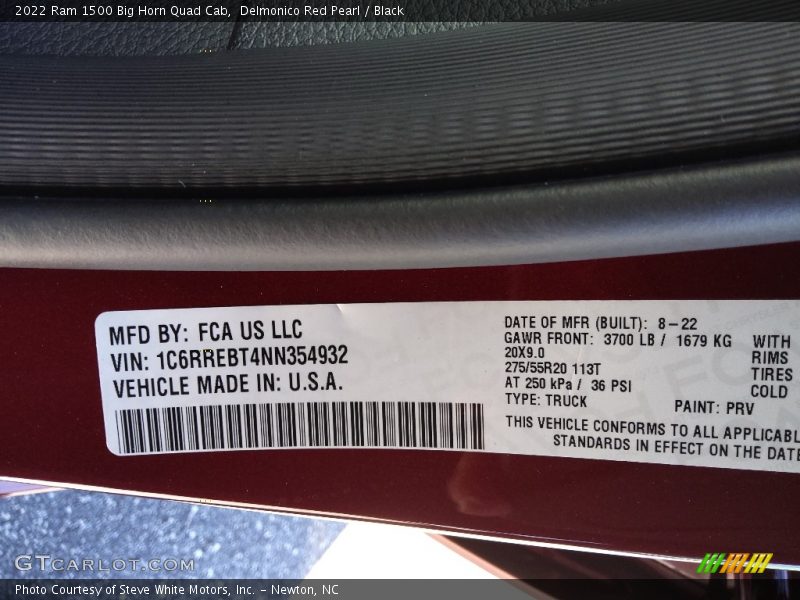 2022 Ram 1500 Big Horn Quad Cab, Delmonico Red Pearl / Black
MFD BY: FCA US LLC
VIN: 1C6RREBT4NN354932
VEHICLE MADE IN: U.S.A.
DATE OF MFR (BUILT): 8-22
GAWR FRONT: 3700 LB / 1679 KG WITH
20X9.0 RIMS
275/55R20 113T TIRES
AT 250 kPa / 36 PSI COLD
TYPE: TRUCK PAINT: PRV
THIS VEHICLE CONFORMS TO ALL APPLICABL
STANDARDS IN EFFECT ON THE DATE
GTCARLOT.COM
Photo Courtesy of Steve White Motors, Inc. – Newton, NC